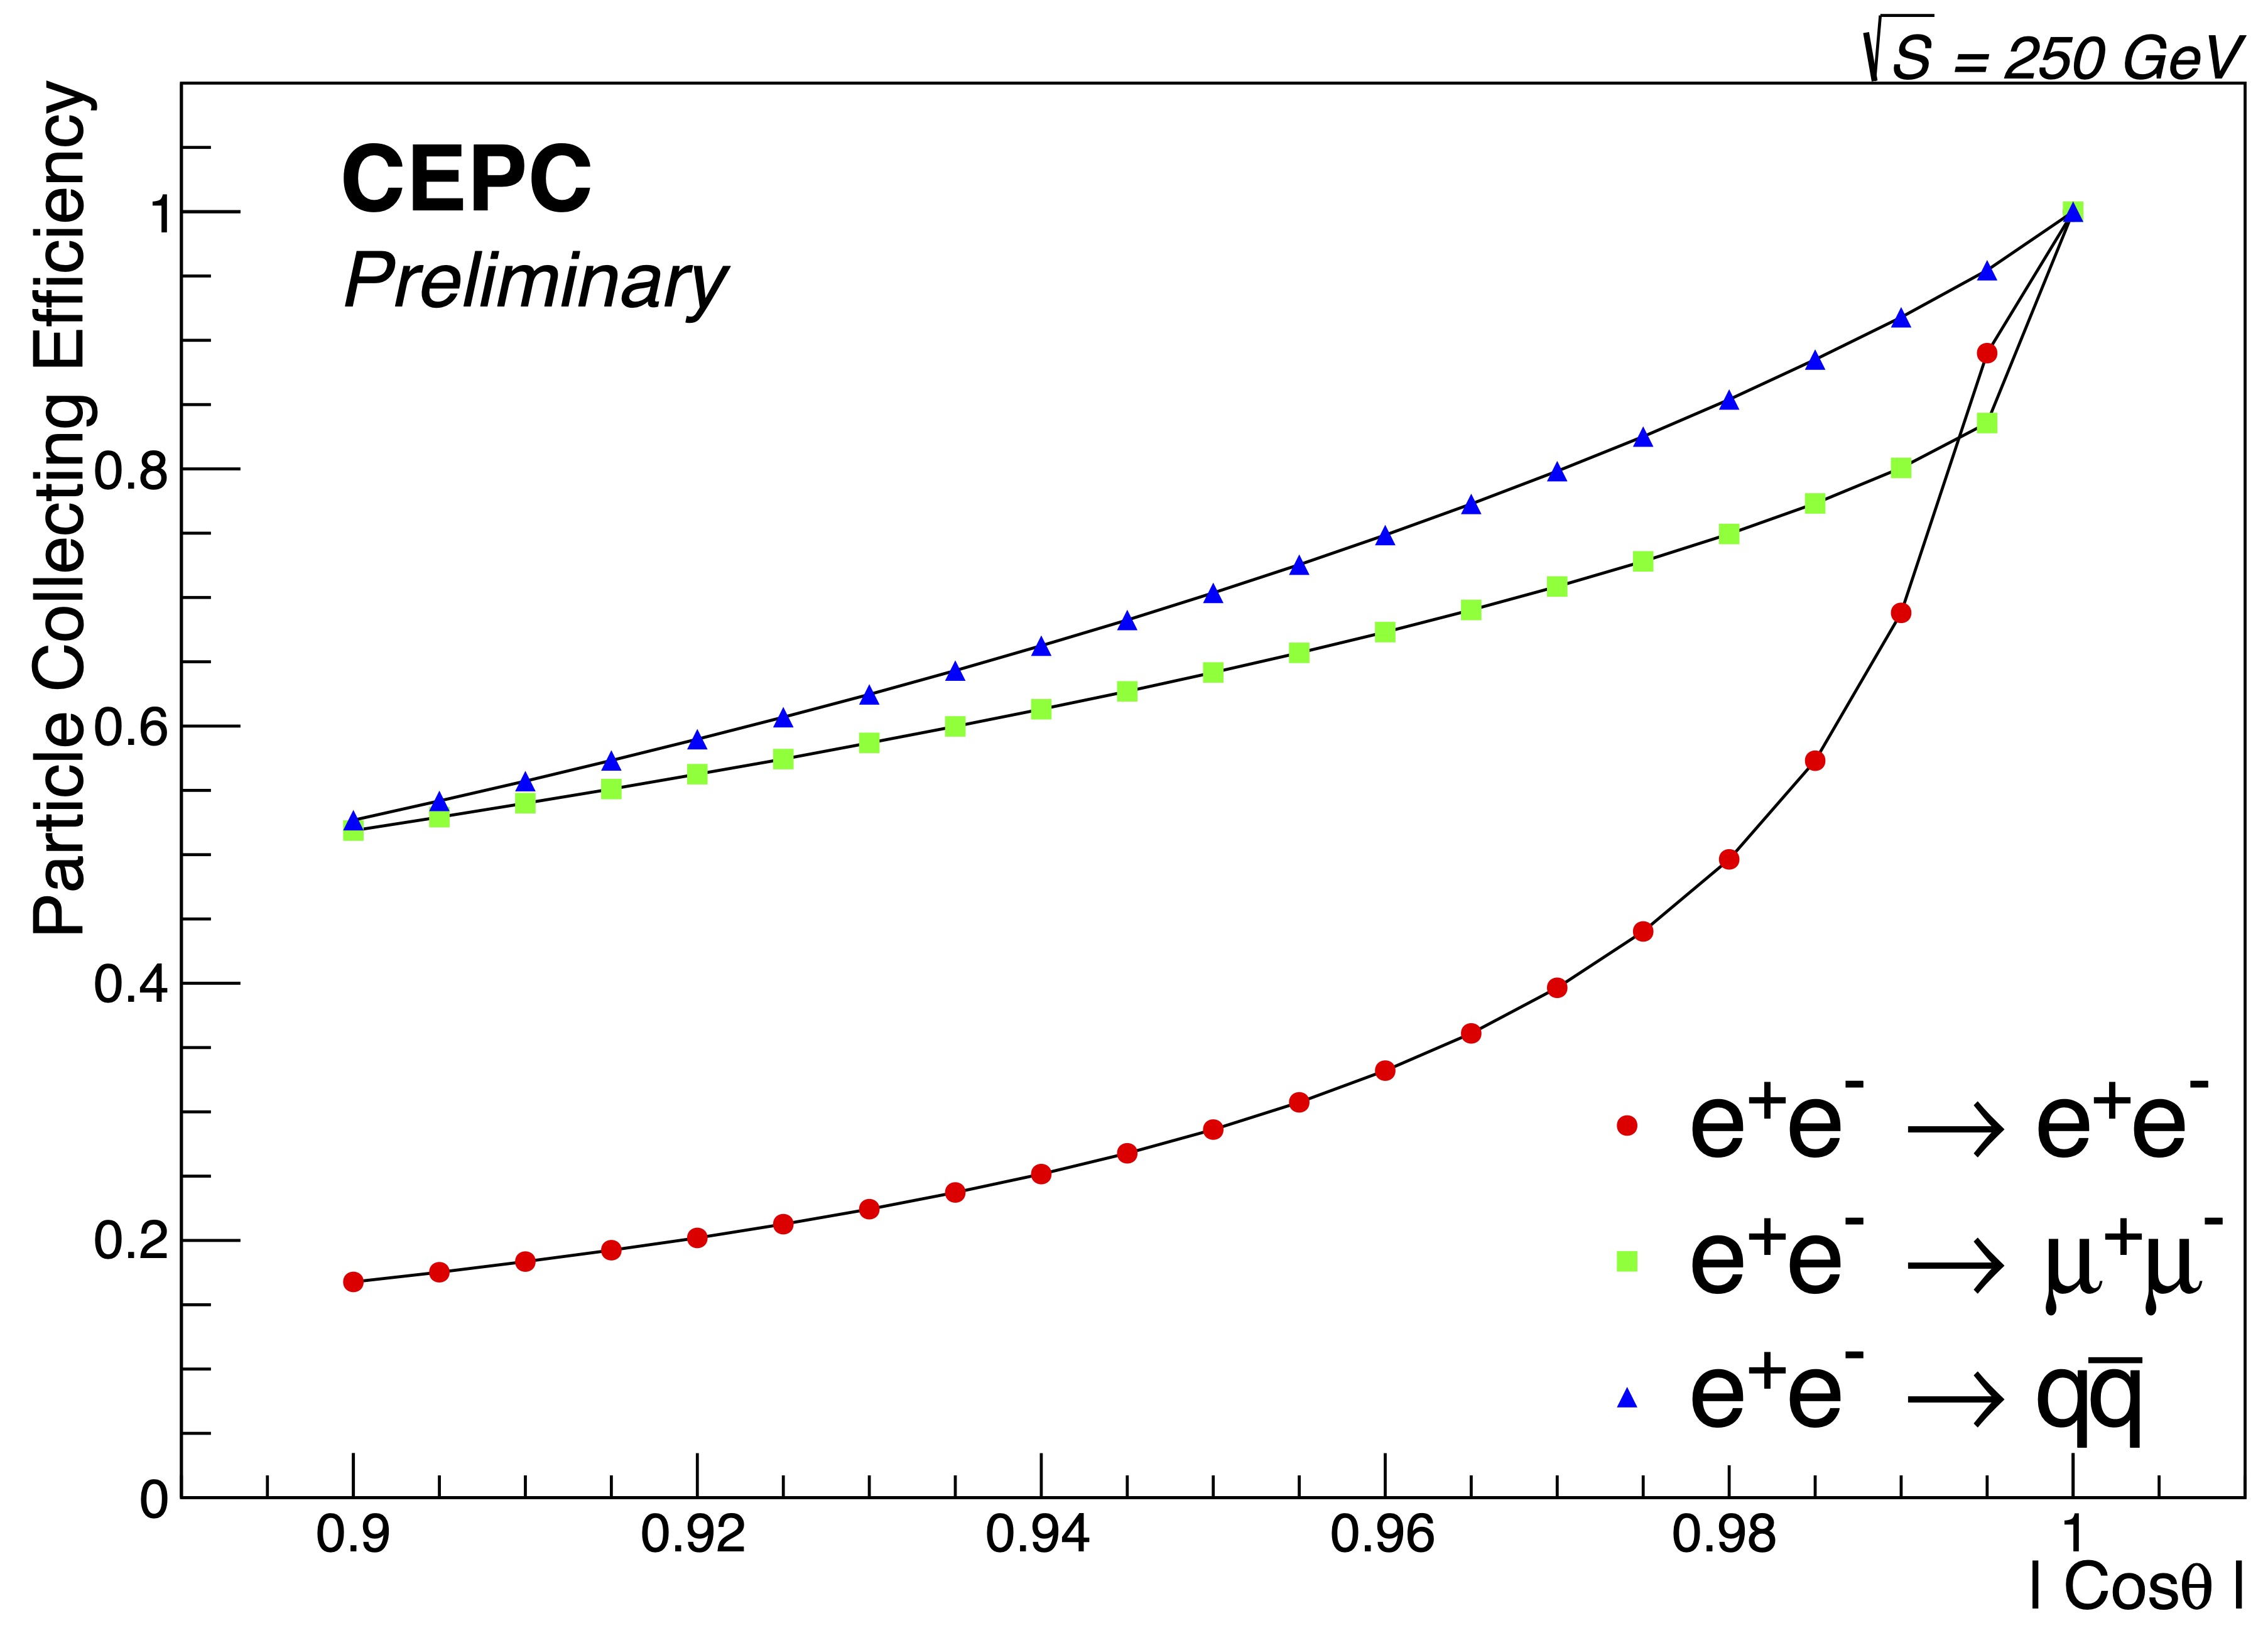 √S = 250 GeV
CEPC
Preliminary
Particle Collecting Efficiency
1
0.8
0.6
0.4
0.2
0
e⁺e⁻ → e⁺e⁻
e⁺e⁻ → μ⁺μ⁻
e⁺e⁻ → qq̅
0.9 0.92 0.94 0.96 0.98 1
| Cosθ |